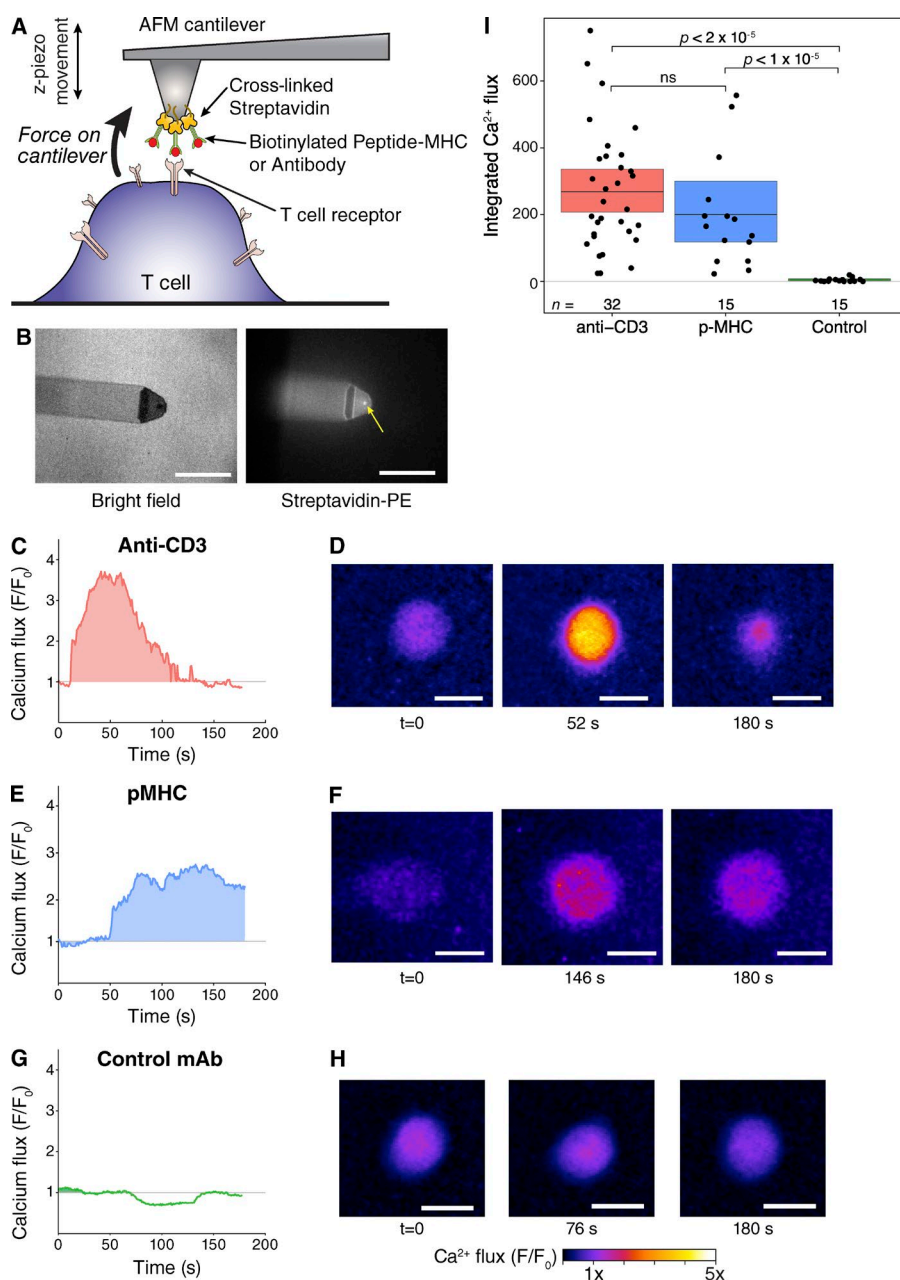 A
AFM cantilever
z-piezo
movement
Cross-linked
Streptavidin
Force on
cantilever
Biotinylated Peptide-MHC
or Antibody
T cell receptor
T cell
B
Bright field
Streptavidin-PE
C
Anti-CD3
Calcium flux (F/F0)
4
3
2
1
0 50 100 150 200
Time (s)
D
t=0
52 s
180 s
E
pMHC
Calcium flux (F/F0)
4
3
2
1
0 50 100 150 200
Time (s)
F
t=0
146 s
180 s
G
Control mAb
Calcium flux (F/F0)
4
3
2
1
0 50 100 150 200
Time (s)
H
t=0
76 s
180 s
Ca2+ flux (F/F0)
1x 5x
I
p < 2 x 10-5
p < 1 x 10-5
ns
Integrated Ca2+ flux
600
400
200
0
n = 32 15 15
anti–CD3 p-MHC Control